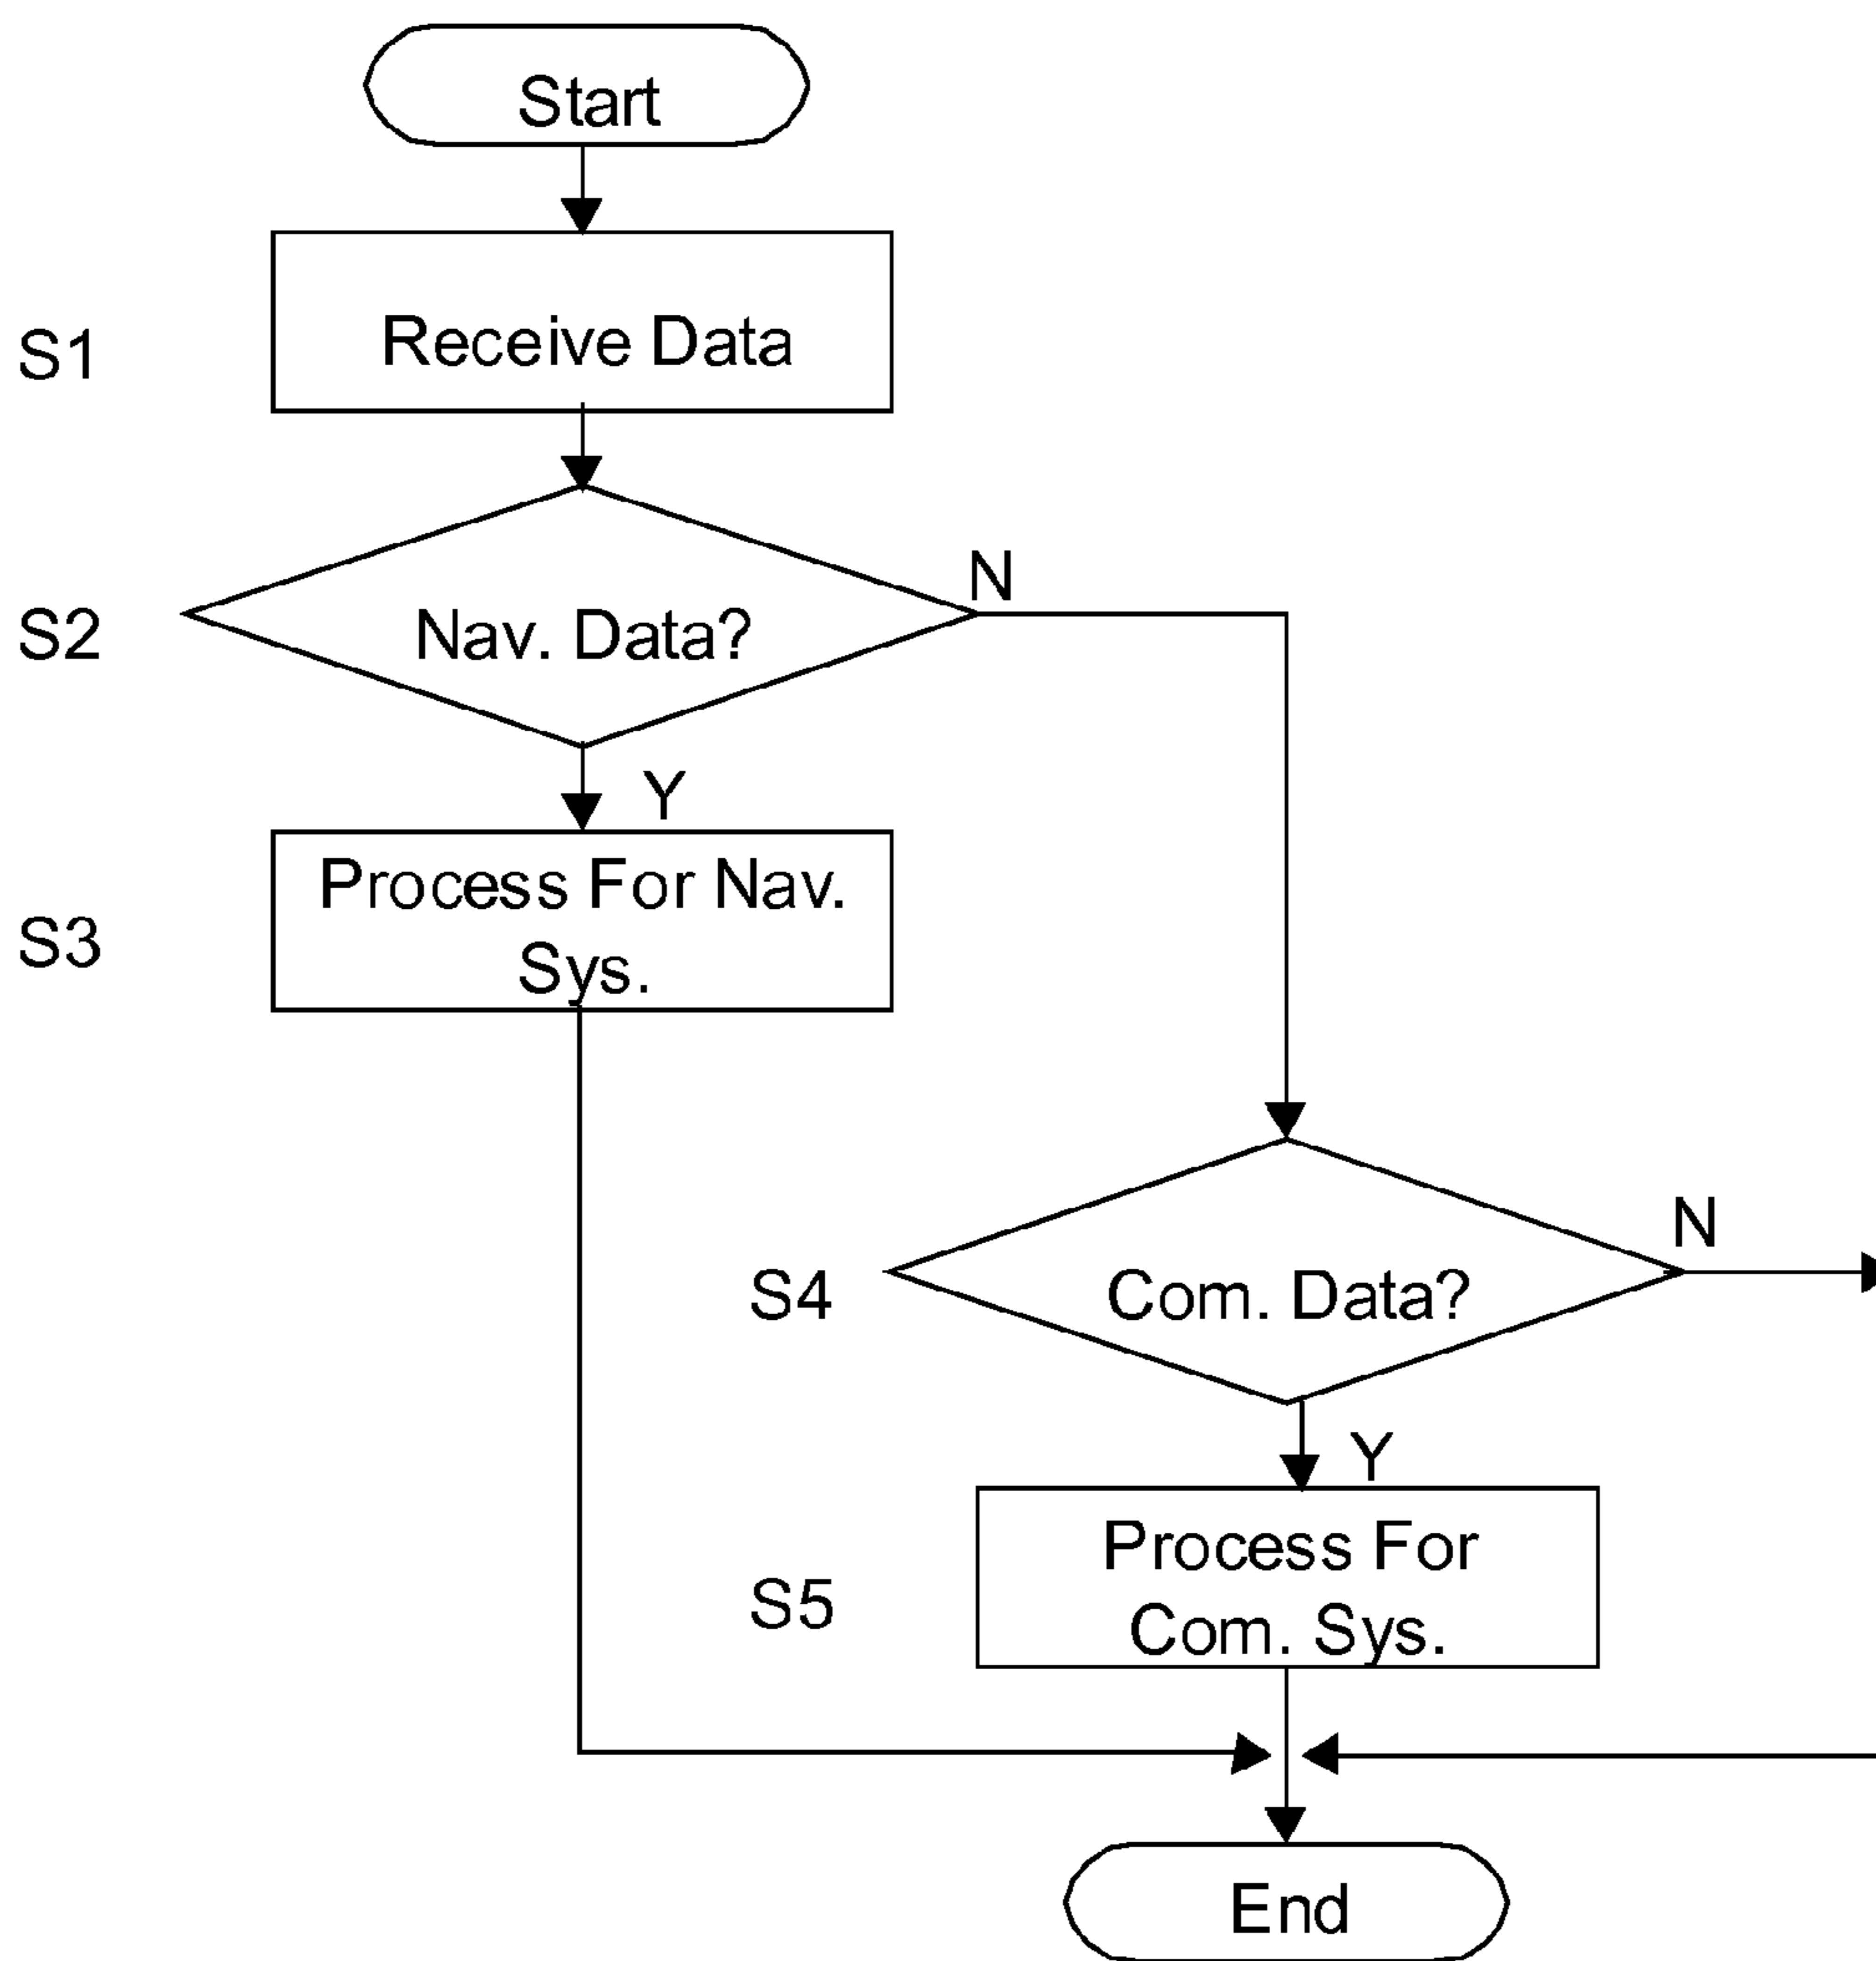 Start
S1
Receive Data
S2
Nav. Data?
N
Y
S3
Process For Nav.
Sys.
S4
Com. Data?
N
Y
S5
Process For
Com. Sys.
End